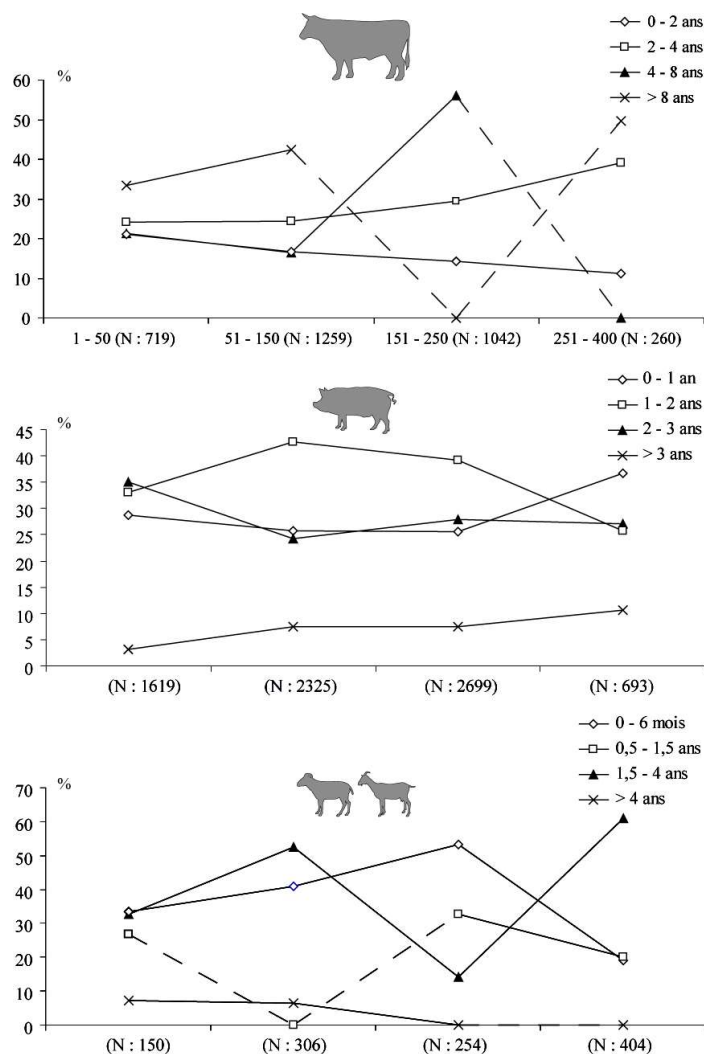 0 - 2 ans
2 - 4 ans
4 - 8 ans
> 8 ans
%
60
50
40
30
20
10
0
1 - 50 (N : 719) 51 - 150 (N : 1259) 151 - 250 (N : 1042) 251 - 400 (N : 260)
0 - 1 an
1 - 2 ans
2 - 3 ans
> 3 ans
%
45
40
35
30
25
20
15
10
5
0
(N : 1619) (N : 2325) (N : 2699) (N : 693)
0 - 6 mois
0,5 - 1,5 ans
1,5 - 4 ans
> 4 ans
%
70
60
50
40
30
20
10
0
(N : 150) (N : 306) (N : 254) (N : 404)